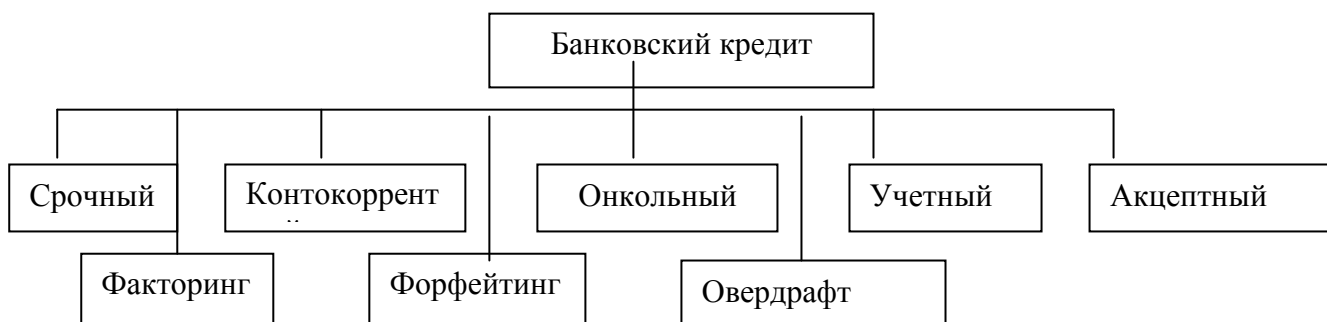 Банковский кредит
Срочный
Контокоррент
Онкольный
Учетный
Акцептный
Факторинг
Форфейтинг
Овердрафт